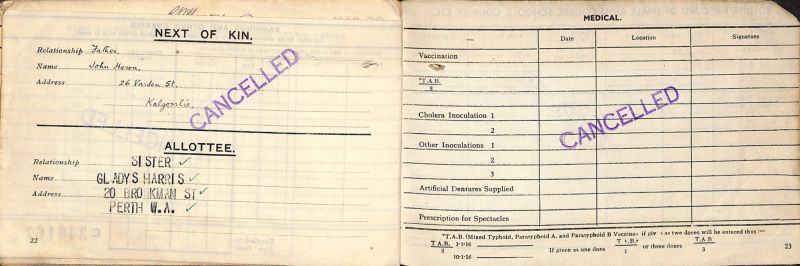 NEXT OF KIN.
Relationship Father.
Name John Heron.
Address 26 Varden St.
Kalgoorlie.
CANCELLED
ALLOTTEE.
Relationship SISTER ✓
Name GLADYS HARRIS ✓
Address 20 BROOKMAN ST ✓
PERTH W.A. ✓
22
MEDICAL.
— Date Location Signature
Vaccination
*T.A.B.
2
Cholera Inoculation 1
2
Other Inoculations 1
2
3
CANCELLED
Artificial Dentures Supplied
Prescription for Spectacles
*T.A.B. (Mixed Typhoid, Paratyphoid A, and Paratyphoid B Vaccine) if given as two doses will be entered thus :—
T.A.B. 1-1-16
2
10-1-16
If given as one dose T.A.B. or three doses T.A.B.
1 3
23